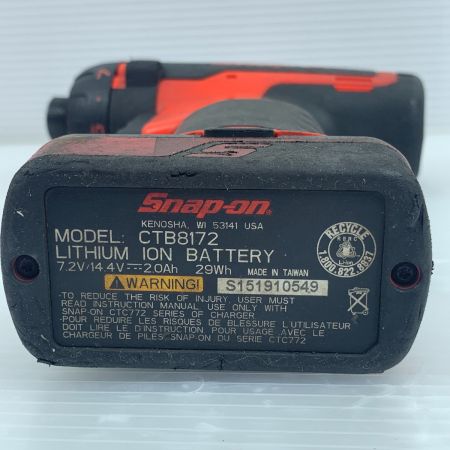 Snap-on
KENOSHA, WI 53141 USA
MODEL: CTB8172
LITHIUM ION BATTERY
7.2V/14.4V⎓2.0Ah 29Wh MADE IN TAIWAN
WARNING! S151910549
-TO REDUCE THE RISK OF INJURY, USER MUST
READ INSTRUCTION MANUAL. USE ONLY WITH
SNAP-ON CTC772 SERIES OF CHARGER
-POUR REDUIRE LES RISQUES DE BLESSURE L'UTILISATEUR
DOIT LIRE LE D'INSTRUCTION. POUR USAGE AVEC LE
CHARGEUR DE PILES SNAP-ON DU SERIE CTC772
RECYCLE
RBRC
1.800.822.8837
Li-ion